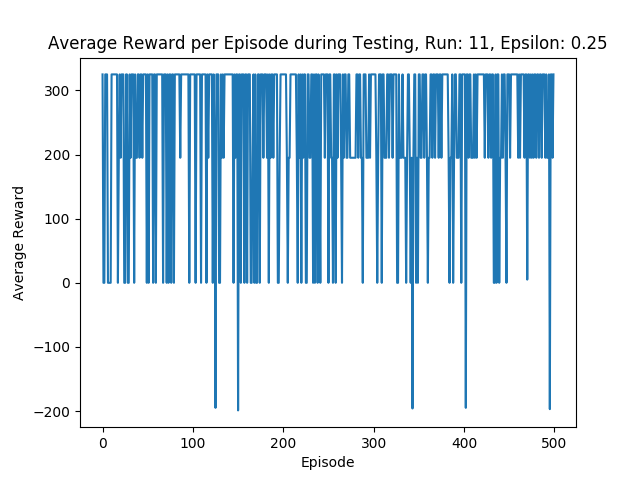 Average Reward per Episode during Testing, Run: 11, Epsilon: 0.25
300
200
100
0
−100
−200
Average Reward
0 100 200 300 400 500
Episode